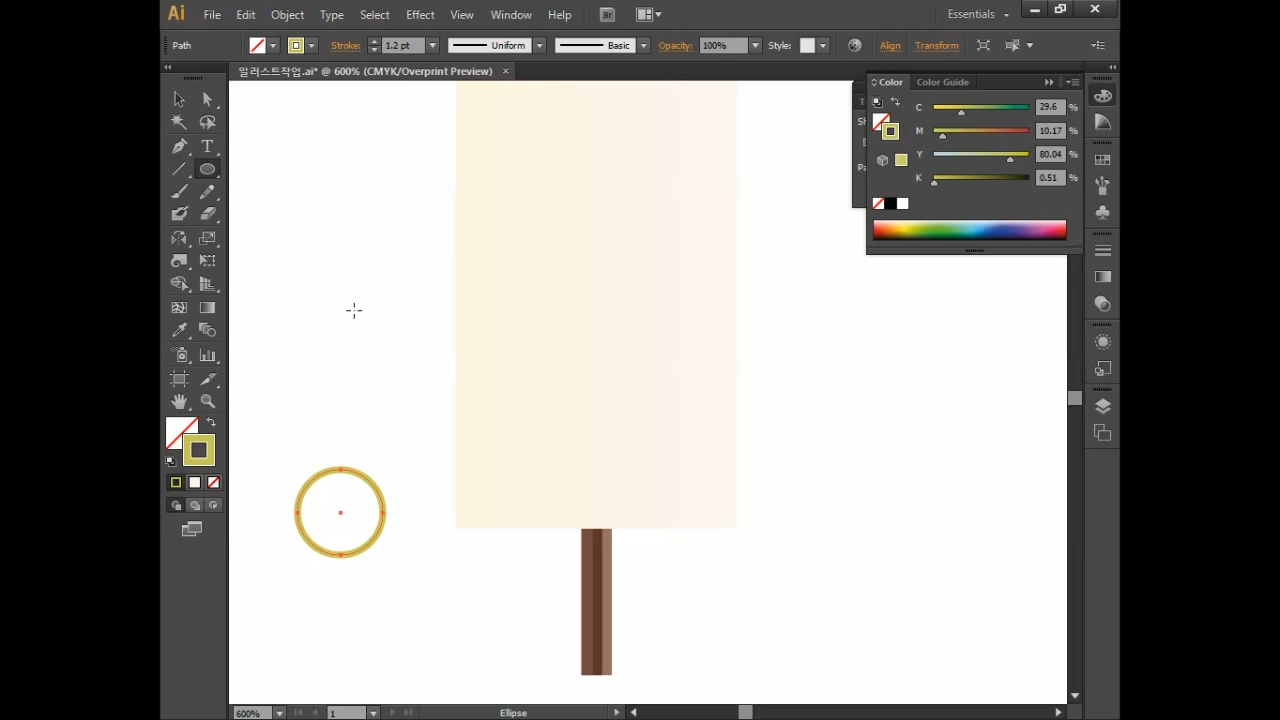 Ai File Edit Object Type Select Effect View Window Help Br Essentials
Path Stroke: 1.2 pt Uniform Basic Opacity: 100% Style: Align Transform
일러스트작업.ai* @ 600% (CMYK/Overprint Preview) ×
Color Color Guide
C 29.6 %
M 10.17 %
Y 80.04 %
K 0.51 %
600% 1 Ellipse